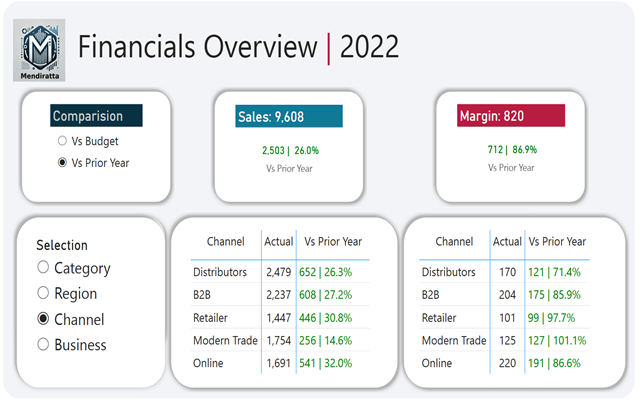 Mendiratta
Financials Overview | 2022
Comparision
Vs Budget
Vs Prior Year
Sales: 9,608
2,503 | 26.0%
Vs Prior Year
Margin: 820
712 | 86.9%
Vs Prior Year
Selection
Category
Region
Channel
Business
Channel Actual Vs Prior Year
Distributors 2,479 652 | 26.3%
B2B 2,237 608 | 27.2%
Retailer 1,447 446 | 30.8%
Modern Trade 1,754 256 | 14.6%
Online 1,691 541 | 32.0%
Channel Actual Vs Prior Year
Distributors 170 121 | 71.4%
B2B 204 175 | 85.9%
Retailer 101 99 | 97.7%
Modern Trade 125 127 | 101.1%
Online 220 191 | 86.6%